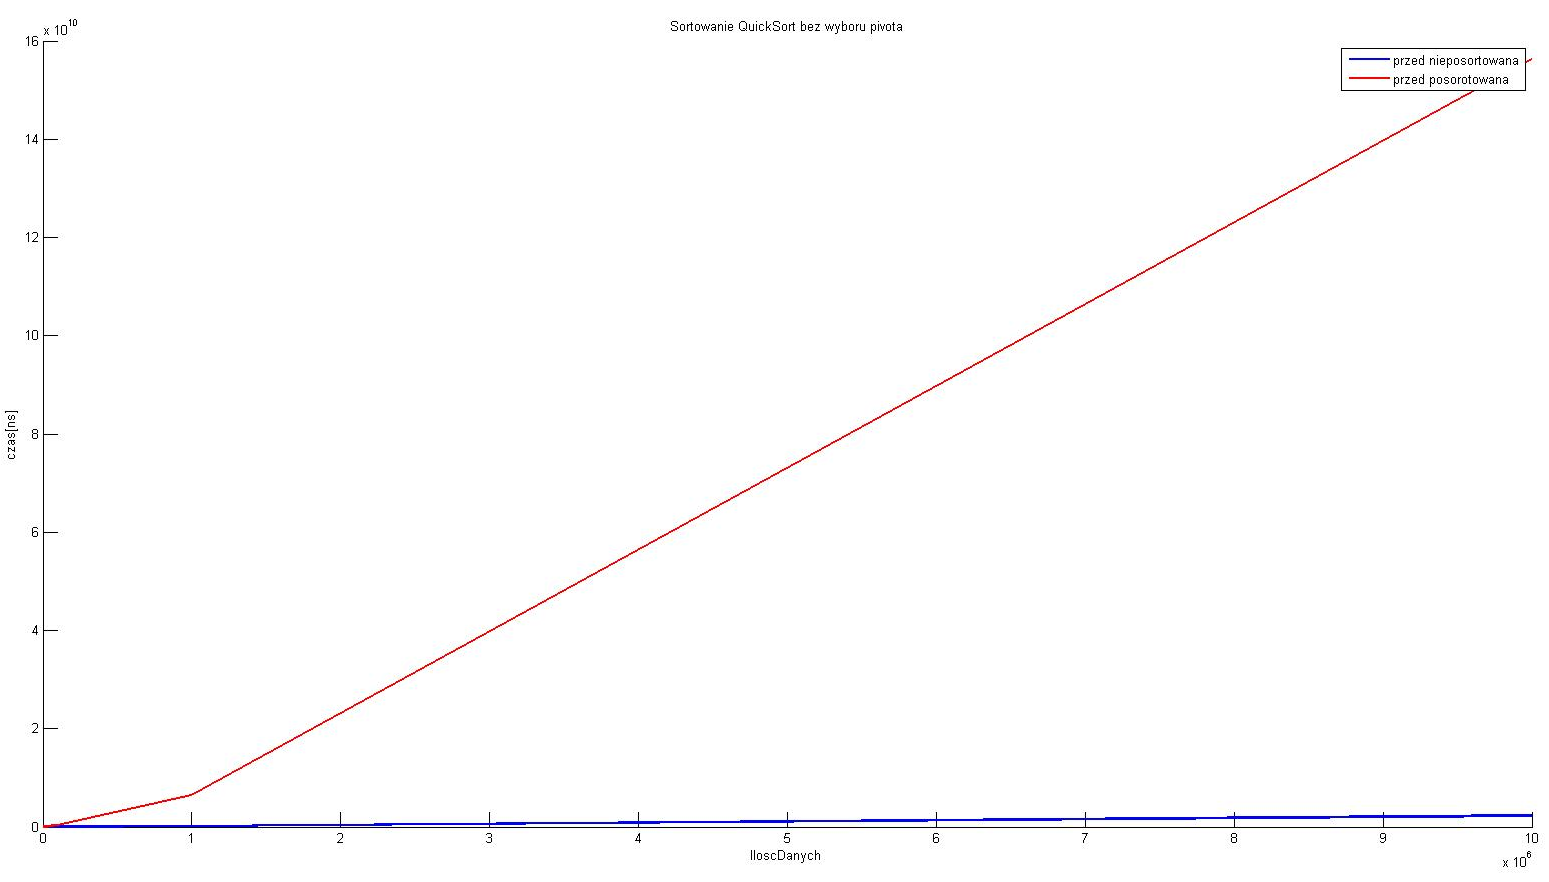 Sortowanie QuickSort bez wyboru pivota
x 10^10
przed nieposortowana
przed posorotowana
16
14
12
10
8
6
4
2
0
czas[ns]
0 1 2 3 4 5 6 7 8 9 10
IloscDanych
x 10^6